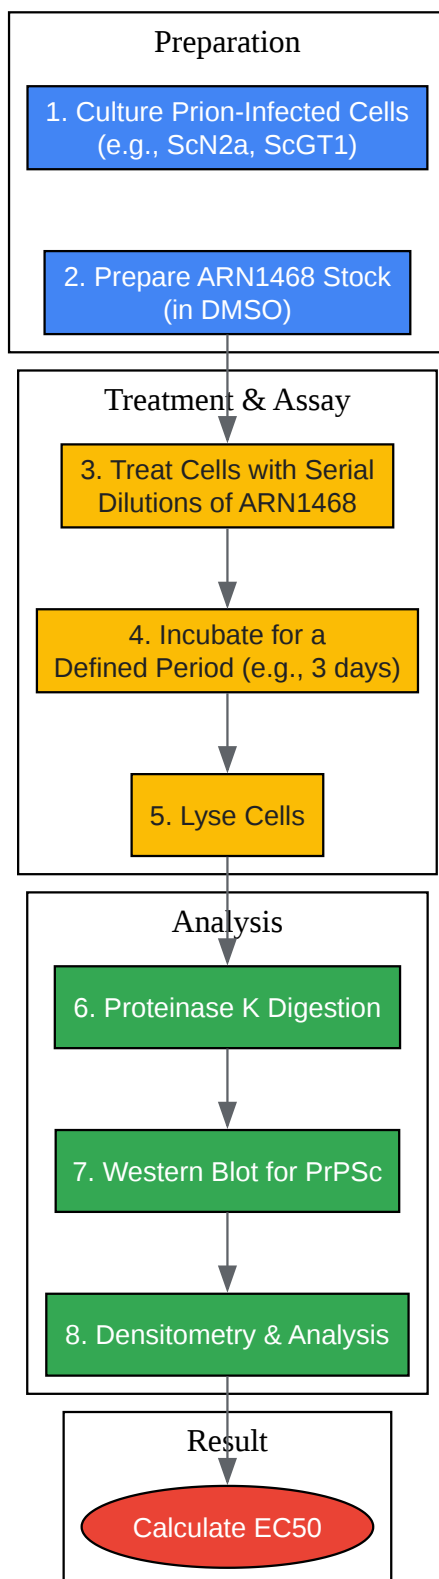 Preparation
1. Culture Prion-Infected Cells
(e.g., ScN2a, ScGT1)
2. Prepare ARN1468 Stock
(in DMSO)
Treatment & Assay
3. Treat Cells with Serial
Dilutions of ARN1468
4. Incubate for a
Defined Period (e.g., 3 days)
5. Lyse Cells
Analysis
6. Proteinase K Digestion
7. Western Blot for PrPSc
8. Densitometry & Analysis
Result
Calculate EC50